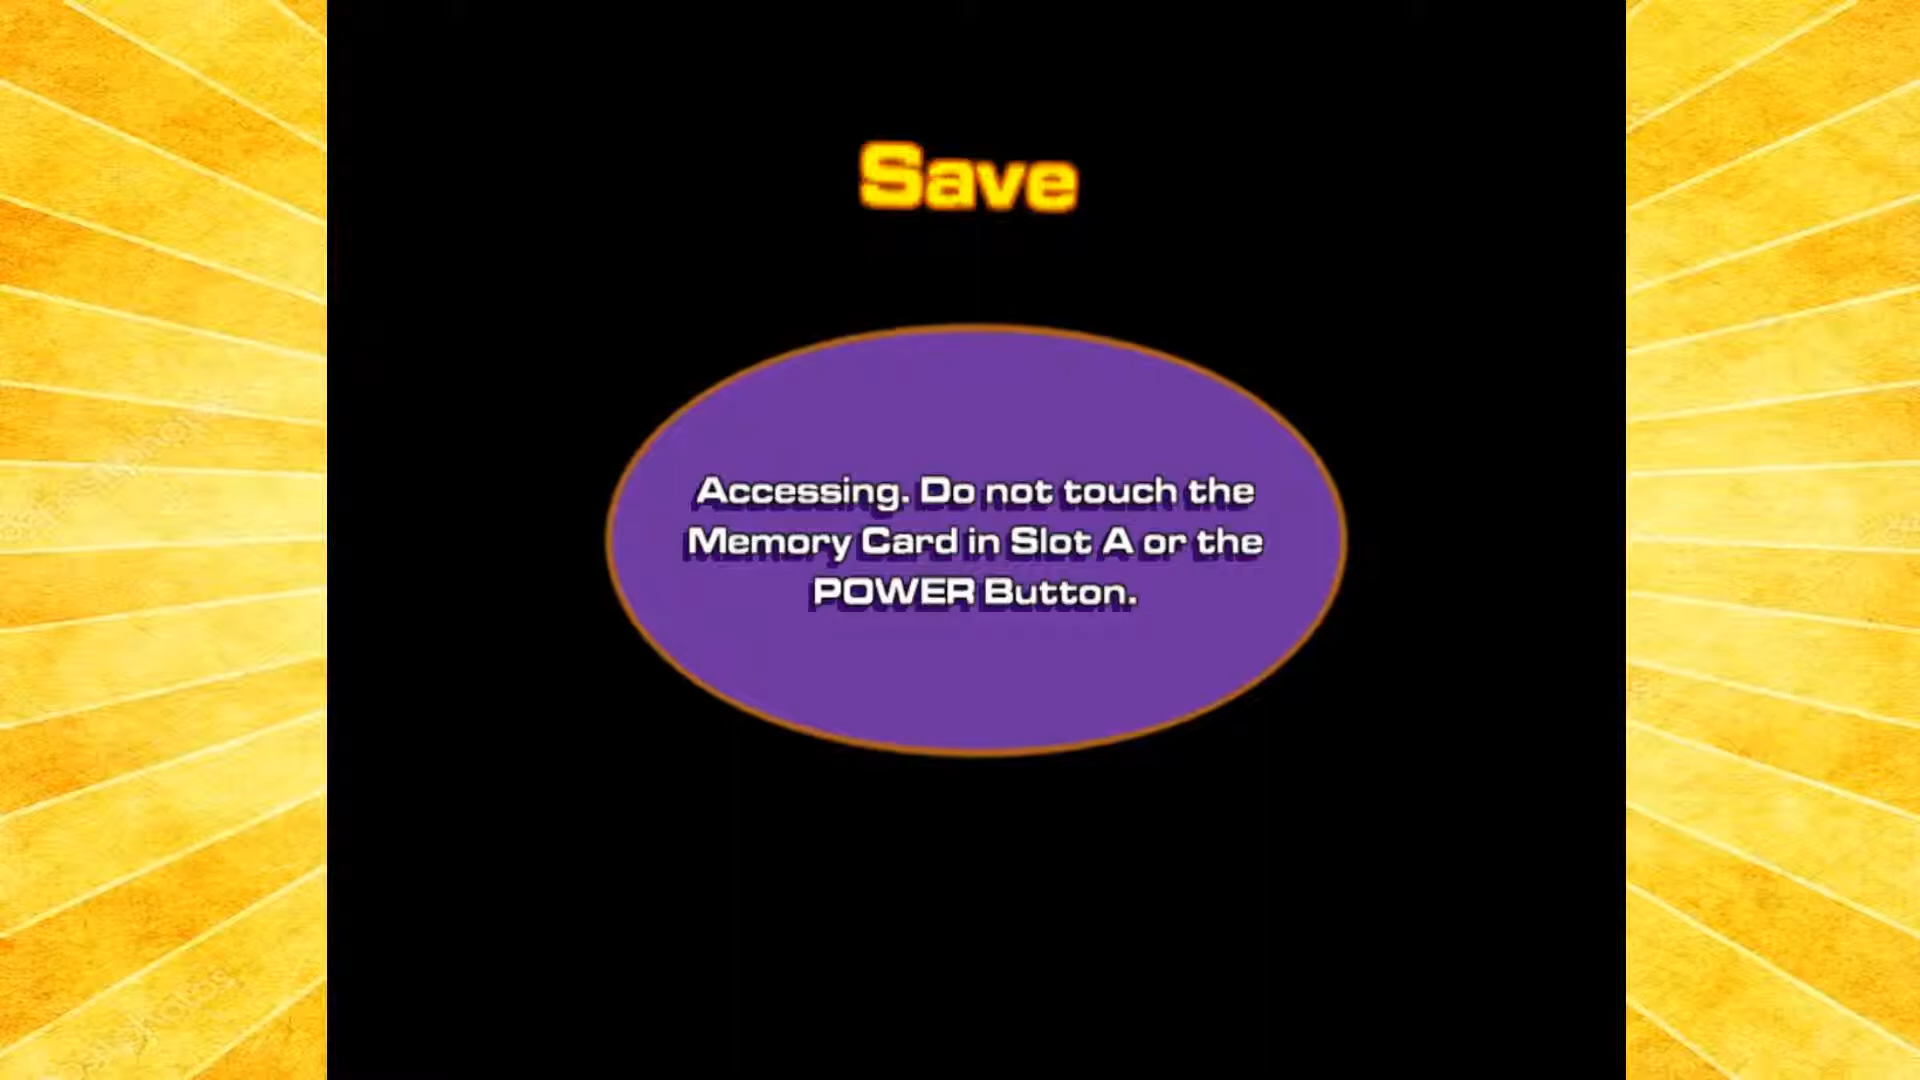 Save
Accessing. Do not touch the
Memory Card in Slot A or the
POWER Button.